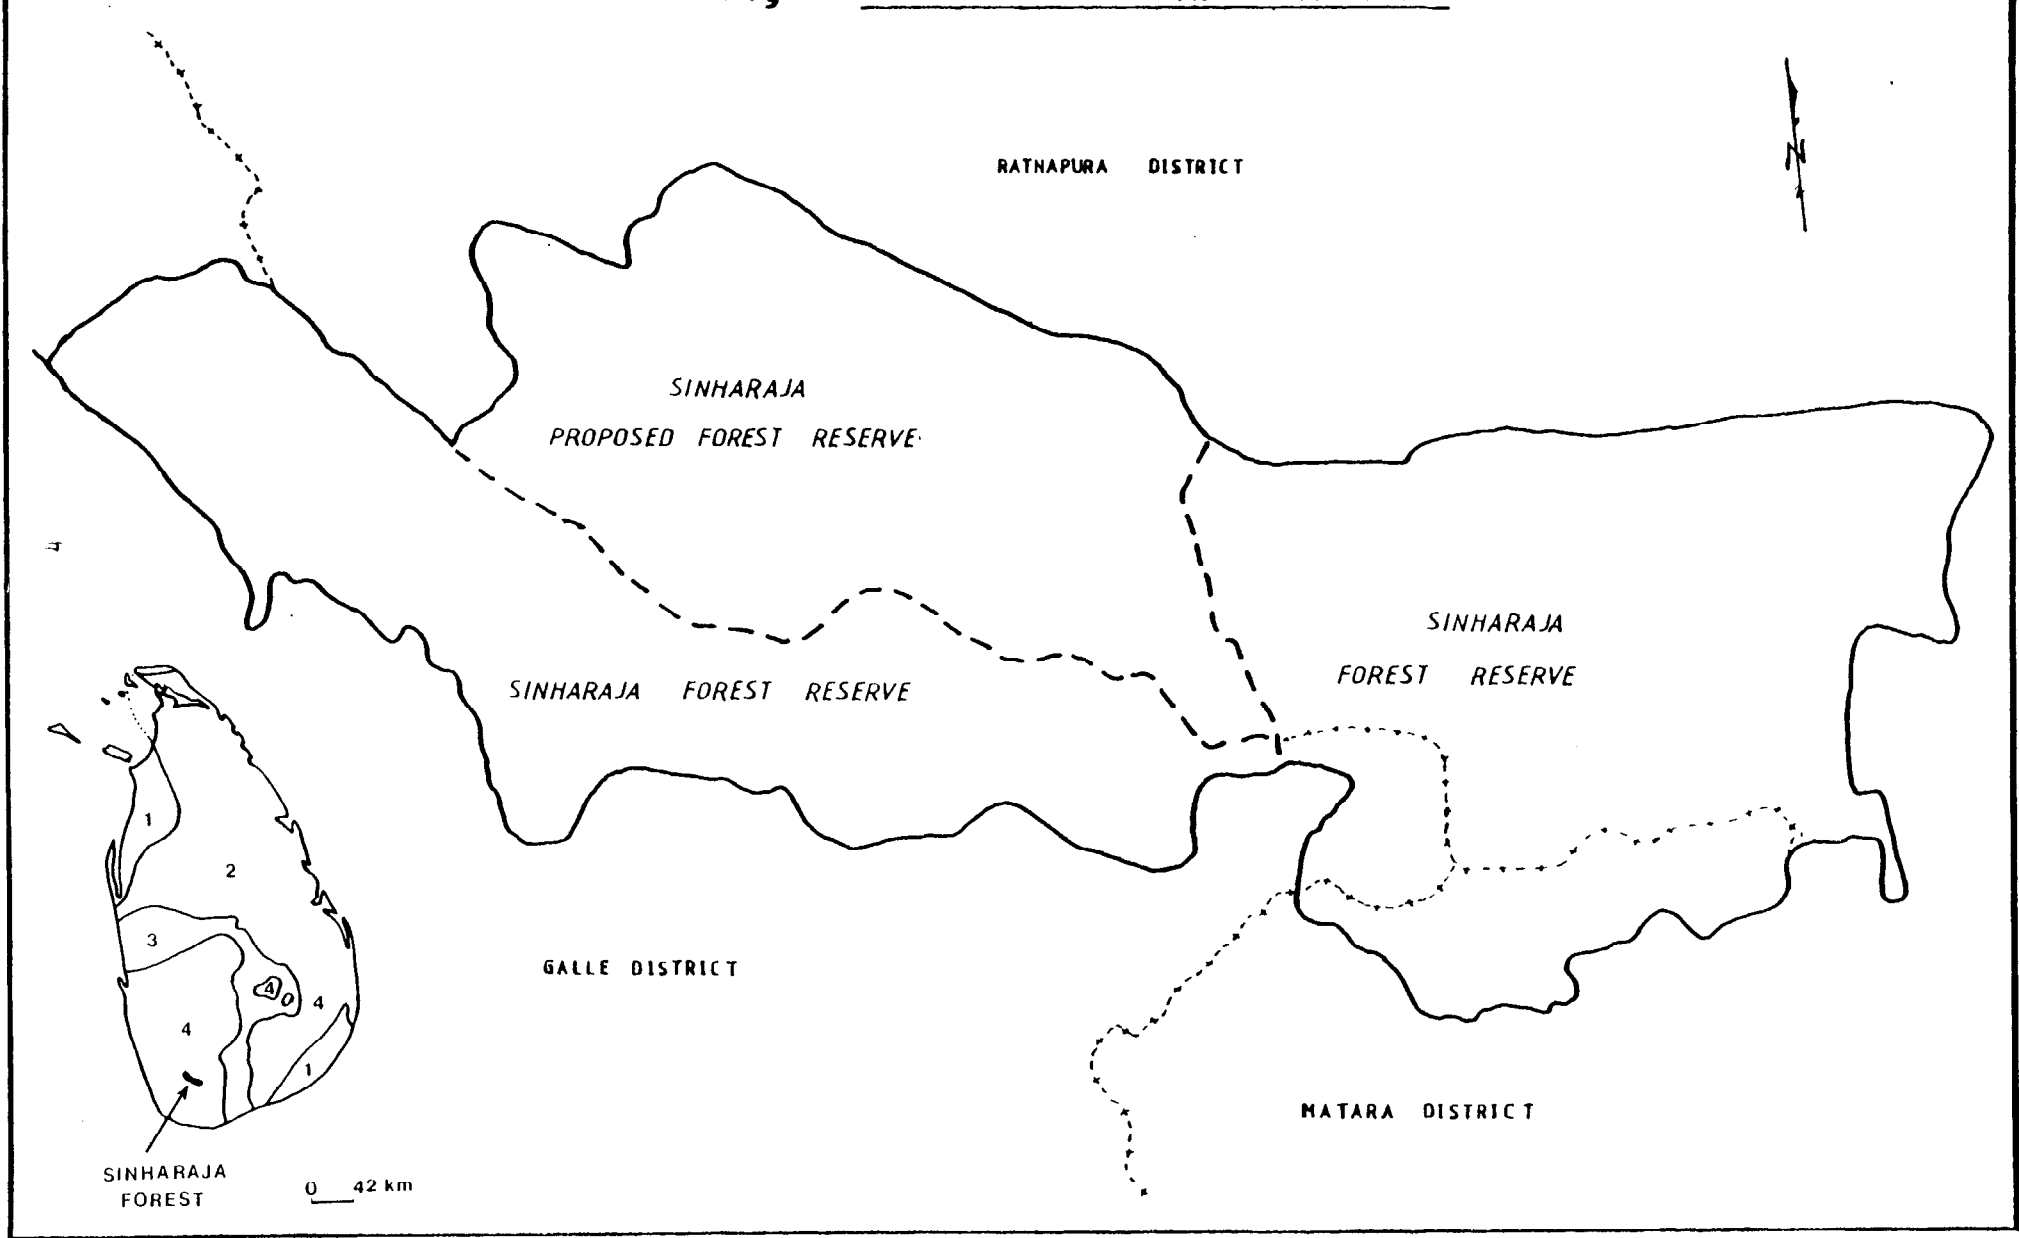 RATNAPURA DISTRICT
N
SINHARAJA
PROPOSED FOREST RESERVE
SINHARAJA
FOREST RESERVE
SINHARAJA FOREST RESERVE
1
2
3
4
4
4
1
GALLE DISTRICT
MATARA DISTRICT
SINHARAJA
FOREST
0 42 km